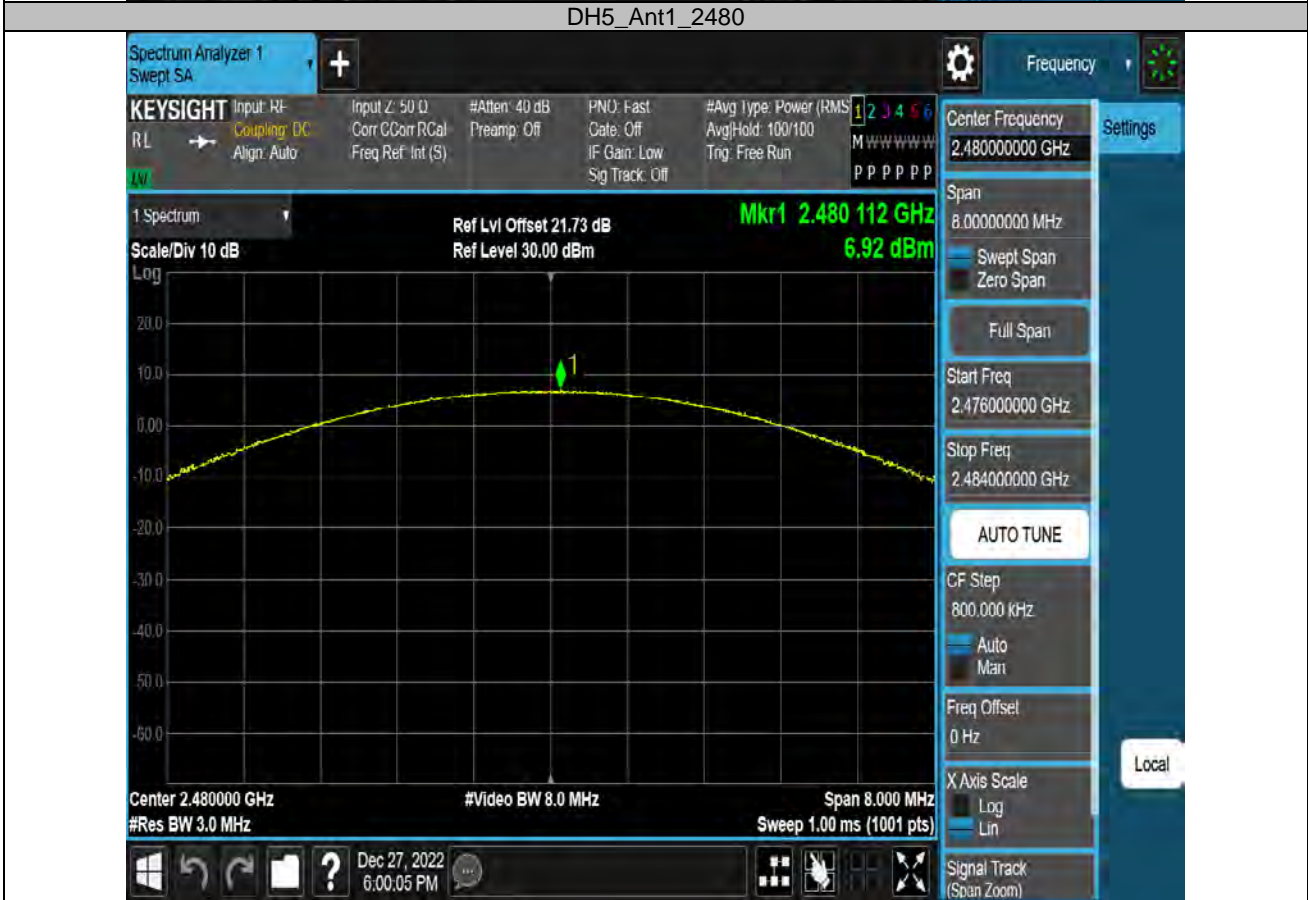 DH5_Ant1_2480
Spectrum Analyzer 1
Swept SA
+
Frequency
KEYSIGHT
RL
Input: RF
Coupling: DC
Align: Auto
Input Z: 50 Ω
Corr CCorr RCal
Freq Ref: Int (S)
#Atten: 40 dB
Preamp: Off
PNO: Fast
Gate: Off
IF Gain: Low
Sig Track: Off
#Avg Type: Power (RMS
Avg|Hold: 100/100
Trig: Free Run
1 2 3 4 5 6
M W W W W W
P P P P P P
Center Frequency
2.480000000 GHz
Settings
Span
8.00000000 MHz
Swept Span
Zero Span
Full Span
Start Freq
2.476000000 GHz
Stop Freq
2.484000000 GHz
AUTO TUNE
CF Step
800.000 kHz
Auto
Man
Freq Offset
0 Hz
X Axis Scale
Log
Lin
Signal Track
(Span Zoom)
Local
1 Spectrum
Scale/Div 10 dB
Ref Lvl Offset 21.73 dB
Ref Level 30.00 dBm
Mkr1 2.480 112 GHz
6.92 dBm
Log
20.0
10.0
0.00
-10.0
-20.0
-30.0
-40.0
-50.0
-60.0
1
Center 2.480000 GHz
#Video BW 8.0 MHz
Span 8.000 MHz
#Res BW 3.0 MHz
Sweep 1.00 ms (1001 pts)
?
Dec 27, 2022
6:00:05 PM